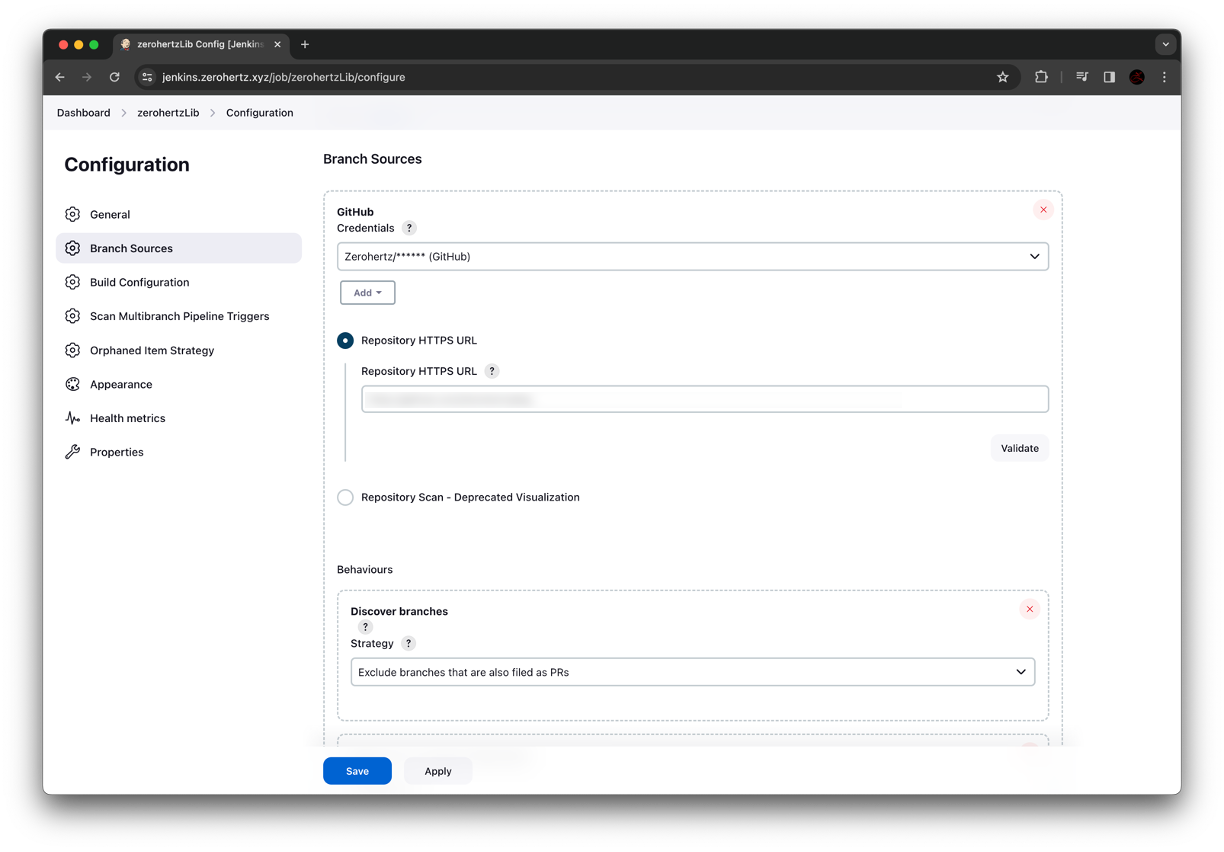 zerohertzLib Config [Jenkins
jenkins.zerohertz.xyz/job/zerohertzLib/configure
Dashboard > zerohertzLib > Configuration
Configuration
General
Branch Sources
Build Configuration
Scan Multibranch Pipeline Triggers
Orphaned Item Strategy
Appearance
Health metrics
Properties
Branch Sources
GitHub
Credentials ?
Zerohertz/****** (GitHub)
Add
Repository HTTPS URL
Repository HTTPS URL ?
Validate
Repository Scan - Deprecated Visualization
Behaviours
Discover branches
?
Strategy ?
Exclude branches that are also filed as PRs
Save Apply